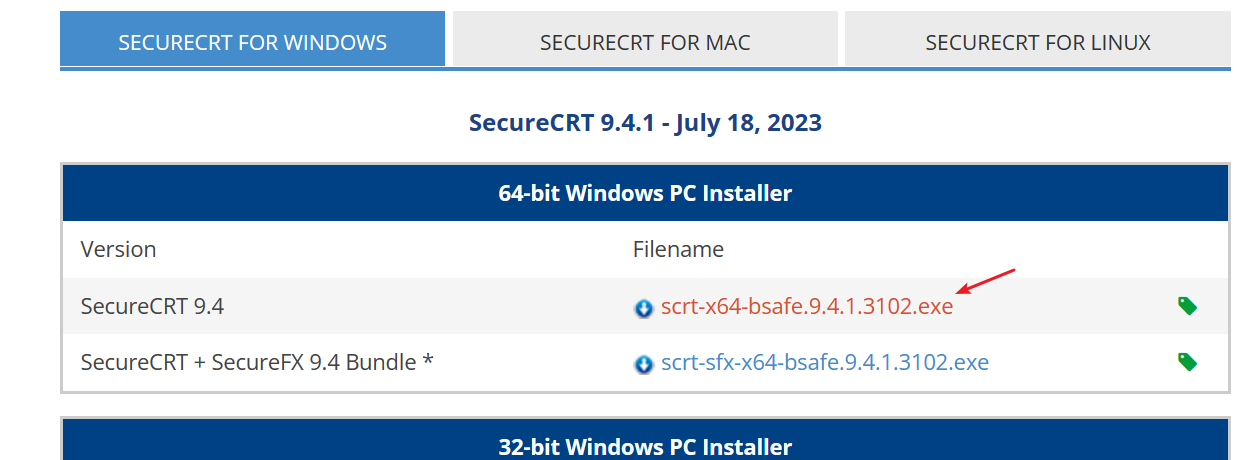 SECURECRT FOR WINDOWS SECURECRT FOR MAC SECURECRT FOR LINUX
SecureCRT 9.4.1 - July 18, 2023
64-bit Windows PC Installer
Version Filename
SecureCRT 9.4 scrt-x64-bsafe.9.4.1.3102.exe
SecureCRT + SecureFX 9.4 Bundle * scrt-sfx-x64-bsafe.9.4.1.3102.exe
32-bit Windows PC Installer